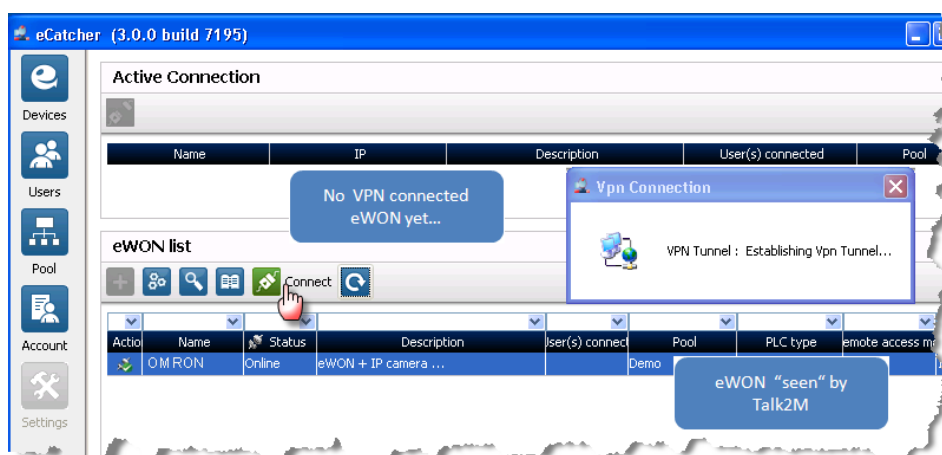 eCatcher (3.0.0 build 7195)
Devices
Users
Pool
Account
Settings
Active Connection
Name IP Description User(s) connected Pool
No VPN connected
eWON yet...
Vpn Connection
VPN Tunnel : Establishing Vpn Tunnel...
eWON list
Connect
Actio Name Status Description Jser(s) connect Pool PLC type emote access m
OMRON Online eWON + IP camera ... Demo
eWON "seen" by
Talk2M